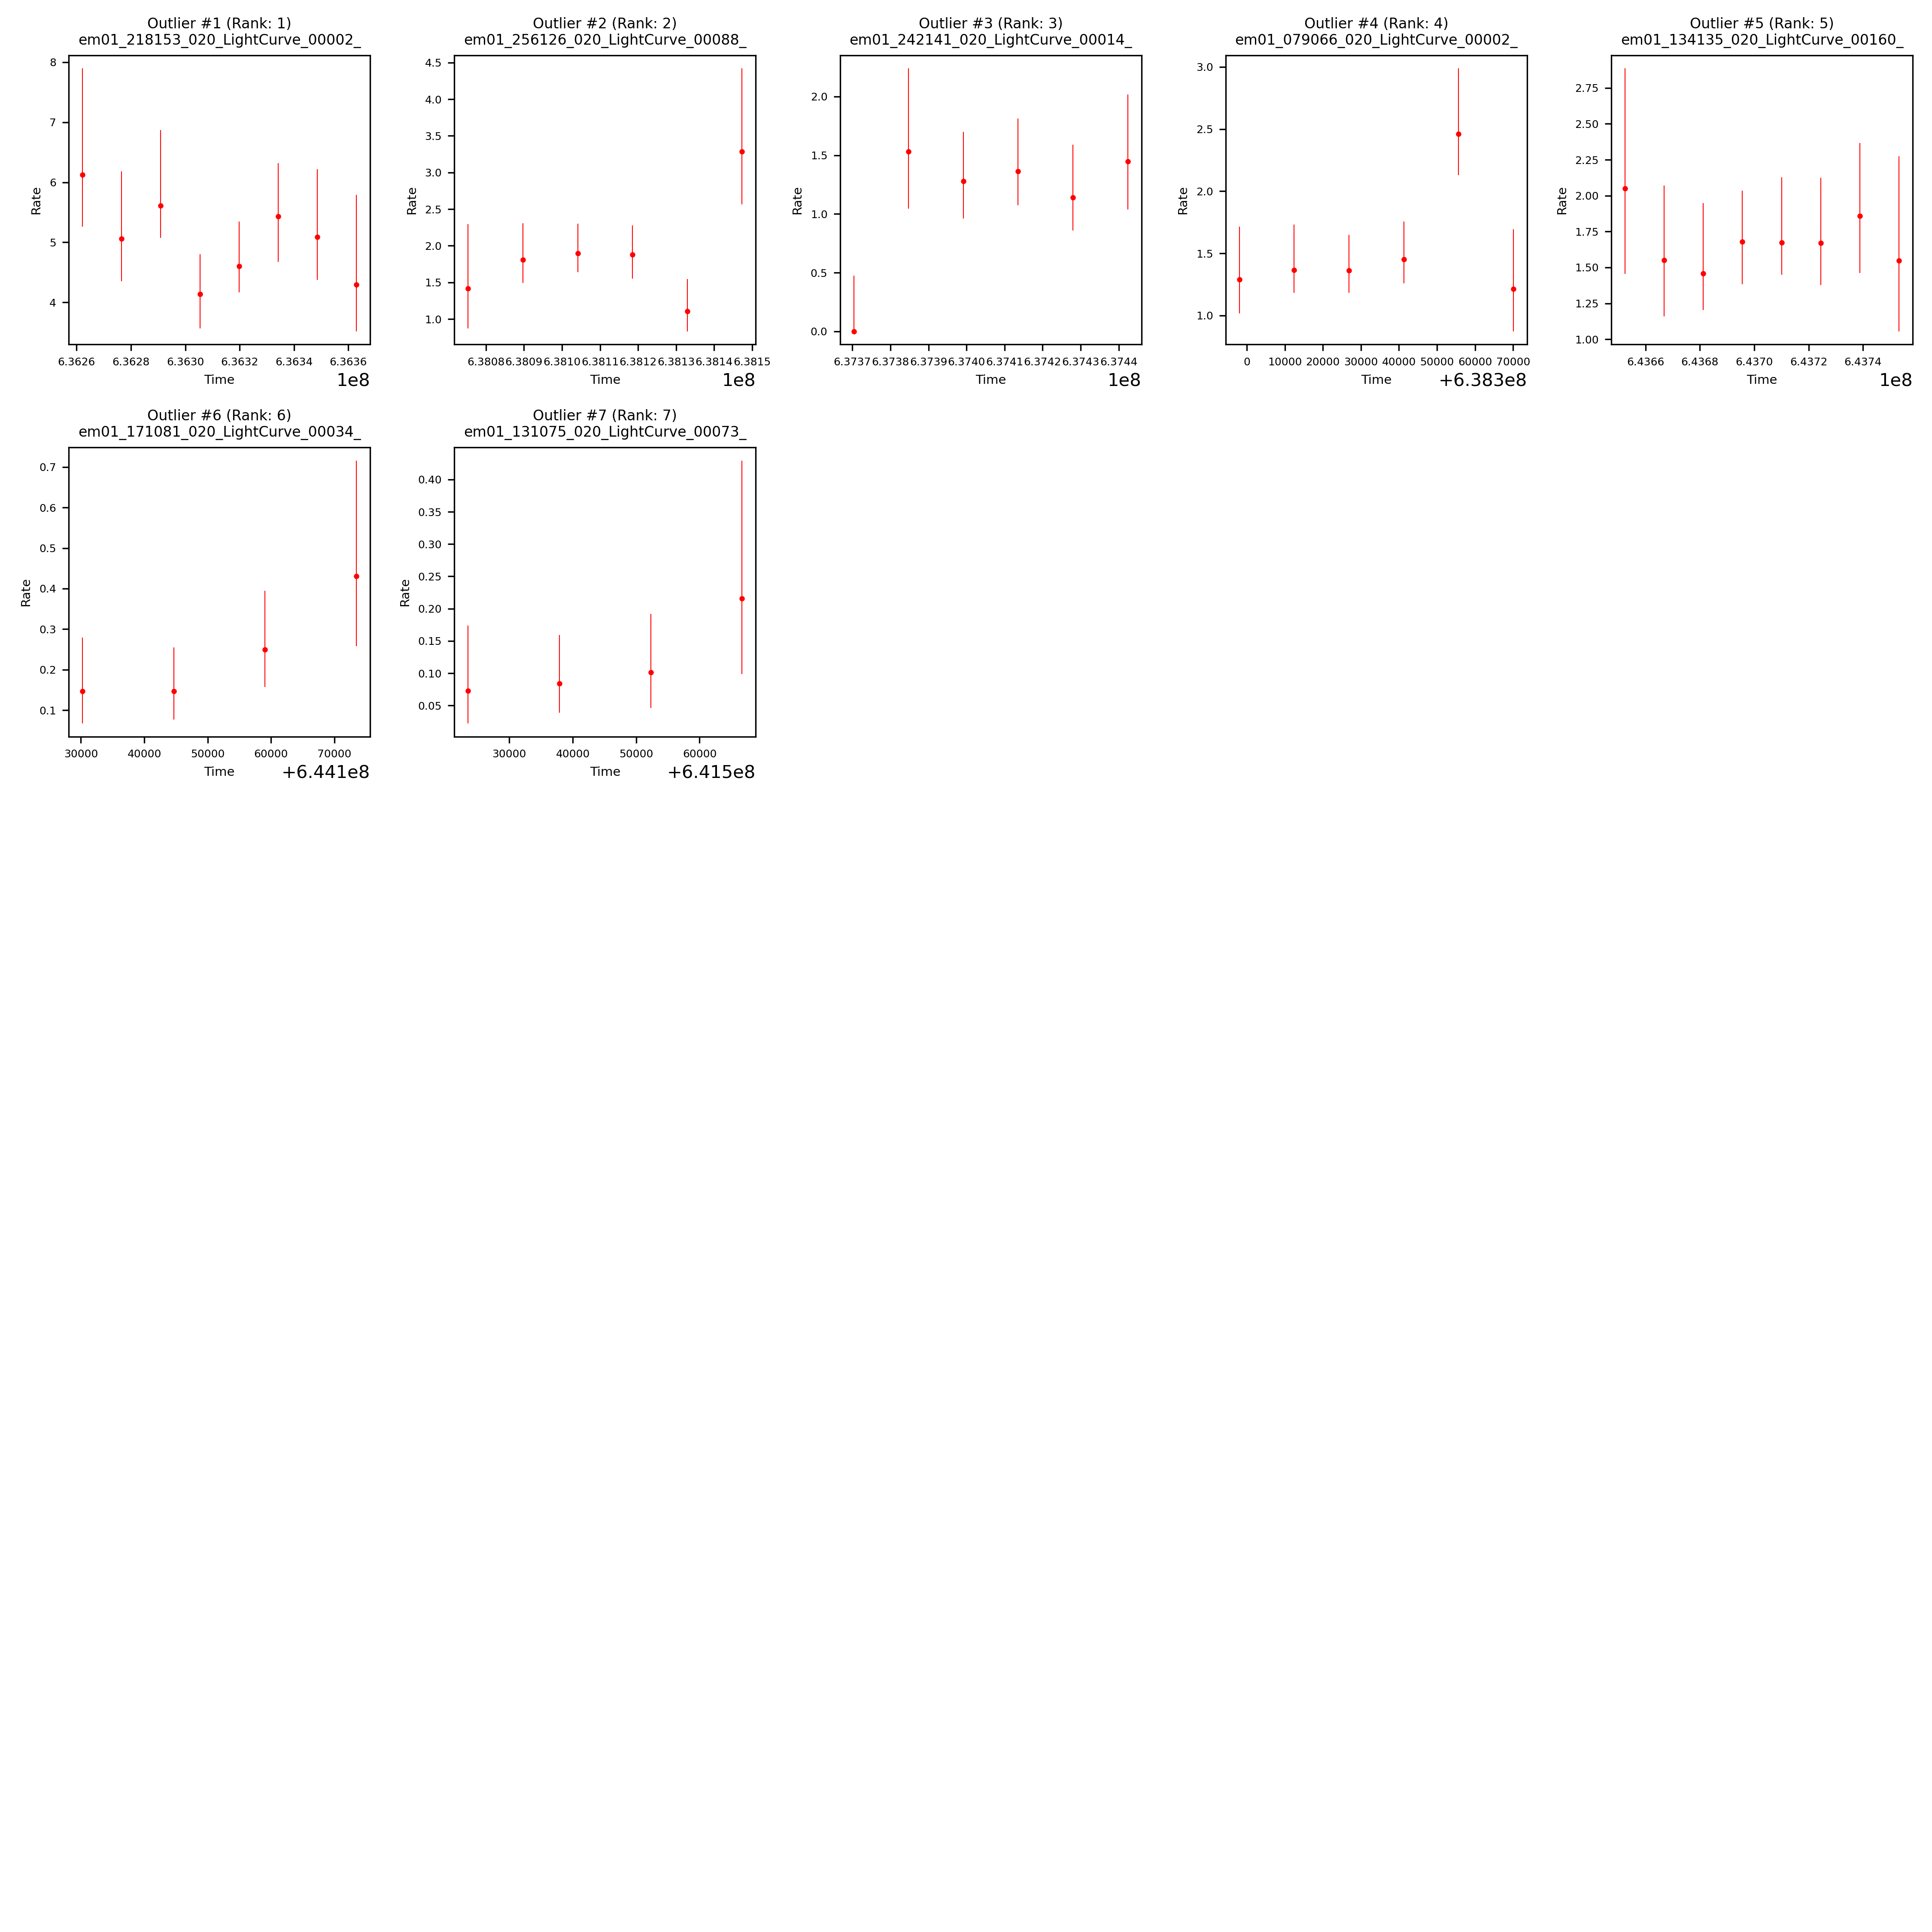 Outlier #1 (Rank: 1)
em01_218153_020_LightCurve_00002_
8
7
6
5
4
Rate
6.3626 6.3628 6.3630 6.3632 6.3634 6.3636
Time
1e8
Outlier #2 (Rank: 2)
em01_256126_020_LightCurve_00088_
4.5
4.0
3.5
3.0
2.5
2.0
1.5
1.0
Rate
6.3808 6.3809 6.3810 6.3811 6.3812 6.3813 6.3814 6.3815
Time
1e8
Outlier #3 (Rank: 3)
em01_242141_020_LightCurve_00014_
2.0
1.5
1.0
0.5
0.0
Rate
6.3737 6.3738 6.3739 6.3740 6.3741 6.3742 6.3743 6.3744
Time
1e8
Outlier #4 (Rank: 4)
em01_079066_020_LightCurve_00002_
3.0
2.5
2.0
1.5
1.0
Rate
0 10000 20000 30000 40000 50000 60000 70000
Time
+6.383e8
Outlier #5 (Rank: 5)
em01_134135_020_LightCurve_00160_
2.75
2.50
2.25
2.00
1.75
1.50
1.25
1.00
Rate
6.4366 6.4368 6.4370 6.4372 6.4374
Time
1e8
Outlier #6 (Rank: 6)
em01_171081_020_LightCurve_00034_
0.7
0.6
0.5
0.4
0.3
0.2
0.1
Rate
30000 40000 50000 60000 70000
Time
+6.441e8
Outlier #7 (Rank: 7)
em01_131075_020_LightCurve_00073_
0.40
0.35
0.30
0.25
0.20
0.15
0.10
0.05
Rate
30000 40000 50000 60000
Time
+6.415e8